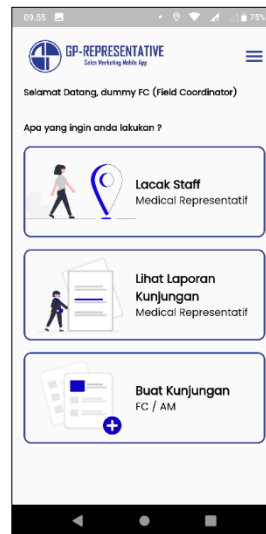 09.55
78%
GP-REPRESENTATIVE
Sales Marketing Mobile App
Selamat Datang, dummy FC (Field Coordinator)
Apa yang ingin anda lakukan ?
Lacak Staff
Medical Representatif
Lihat Laporan
Kunjungan
Medical Representatif
Buat Kunjungan
FC / AM